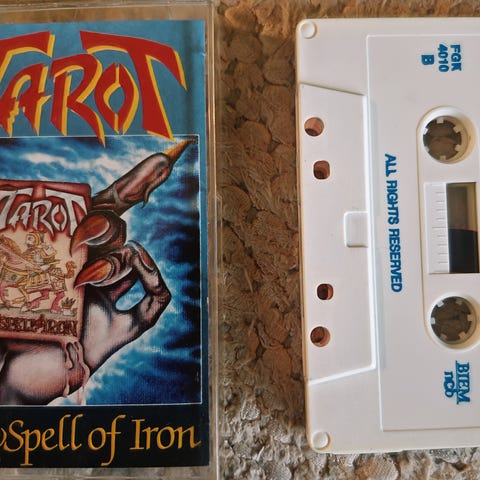 TAROT
TAROT
SPELL OF IRON
Spell of Iron
FGK
4010
B
ALL RIGHTS RESERVED
BIEM
ncb